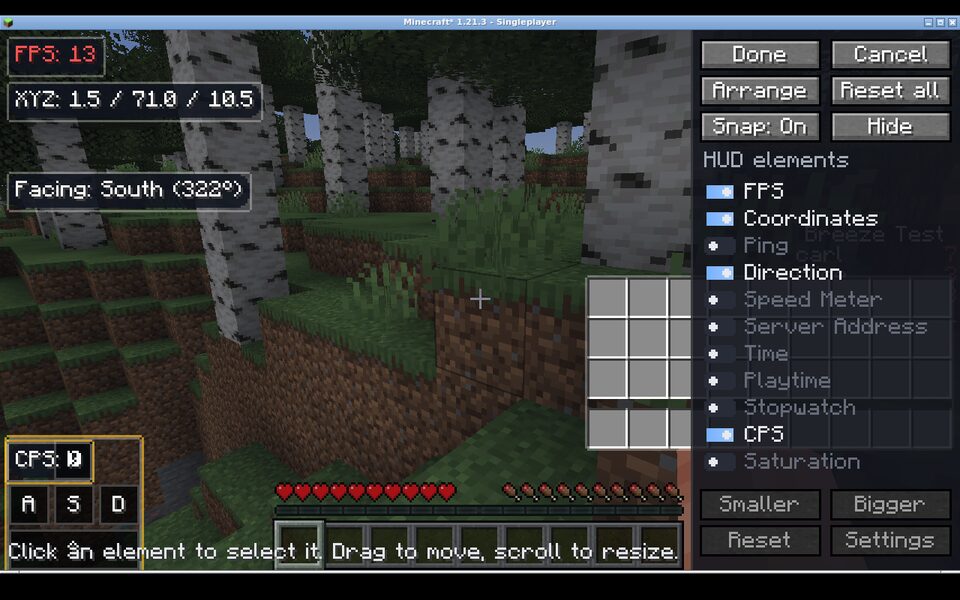 Minecraft* 1.21.3 - Singleplayer
FPS: 13
XYZ: 1.5 / 71.0 / 10.5
Facing: South (322°)
CPS: 0
A S D
Click an element to select it. Drag to move, scroll to resize.
Done Cancel
Arrange Reset all
Snap: On Hide
HUD elements
FPS
Coordinates
Ping
Breeze Test
carl
Direction
Speed Meter
Server Address
Time
Playtime
Stopwatch
CPS
Saturation
Smaller Bigger
Reset Settings